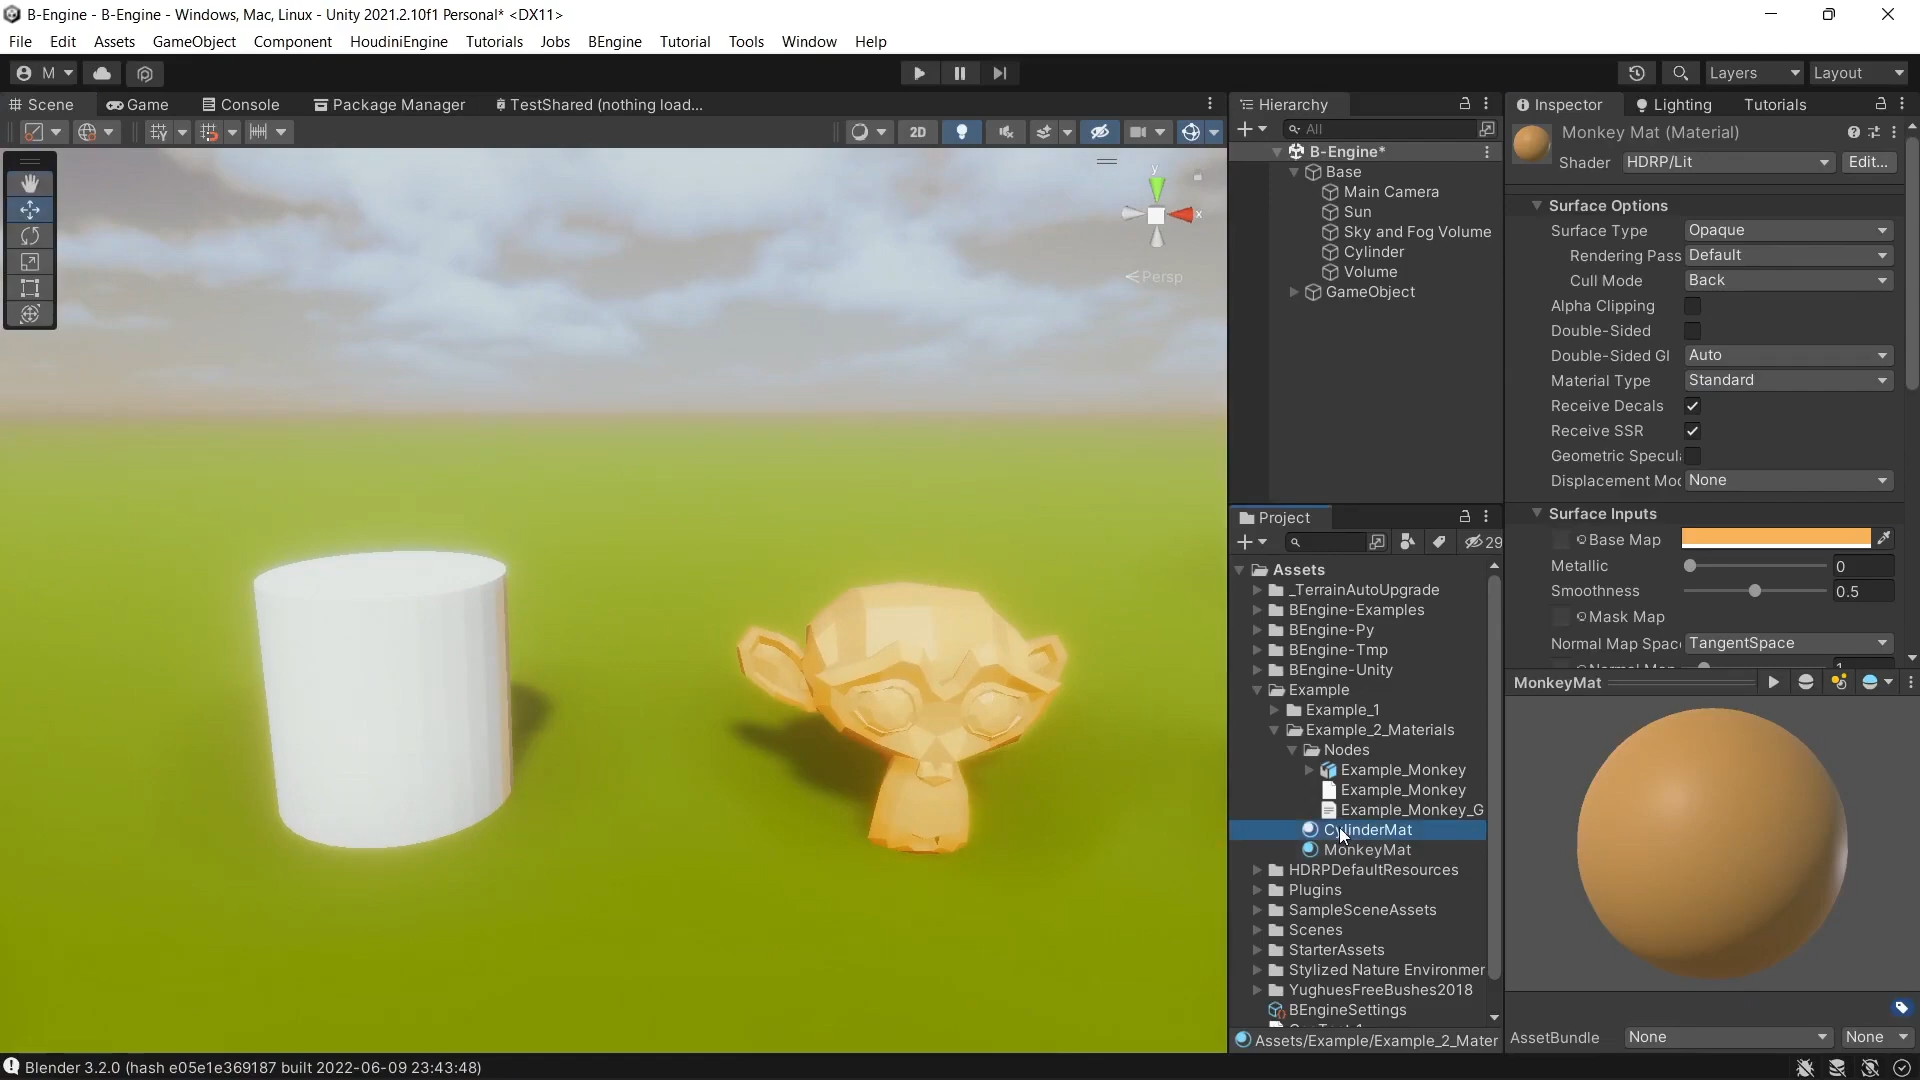 B-Engine - B-Engine - Windows, Mac, Linux - Unity 2021.2.10f1 Personal* <DX11>
File Edit Assets GameObject Component HoudiniEngine Tutorials Jobs BEngine Tutorial Tools Window Help
M Layers Layout
Scene Game Console Package Manager TestShared (nothing load...
2D
y
x
Persp
Hierarchy
All
B-Engine*
Base
Main Camera
Sun
Sky and Fog Volume
Cylinder
Volume
GameObject
Project
29
Assets
_TerrainAutoUpgrade
BEngine-Examples
BEngine-Py
BEngine-Tmp
BEngine-Unity
Example
Example_1
Example_2_Materials
Nodes
Example_Monkey
Example_Monkey
Example_Monkey_G
CylinderMat
MonkeyMat
HDRPDefaultResources
Plugins
SampleSceneAssets
Scenes
StarterAssets
Stylized Nature Environmer
YughuesFreeBushes2018
BEngineSettings
Assets/Example/Example_2_Mater
Inspector Lighting Tutorials
Monkey Mat (Material)
Shader HDRP/Lit Edit...
Surface Options
Surface Type Opaque
Rendering Pass Default
Cull Mode Back
Alpha Clipping
Double-Sided
Double-Sided GI Auto
Material Type Standard
Receive Decals
Receive SSR
Geometric Specul
Displacement Mo None
Surface Inputs
Base Map
Metallic 0
Smoothness 0.5
Mask Map
Normal Map Spac TangentSpace
MonkeyMat
AssetBundle None None
Blender 3.2.0 (hash e05e1e369187 built 2022-06-09 23:43:48)